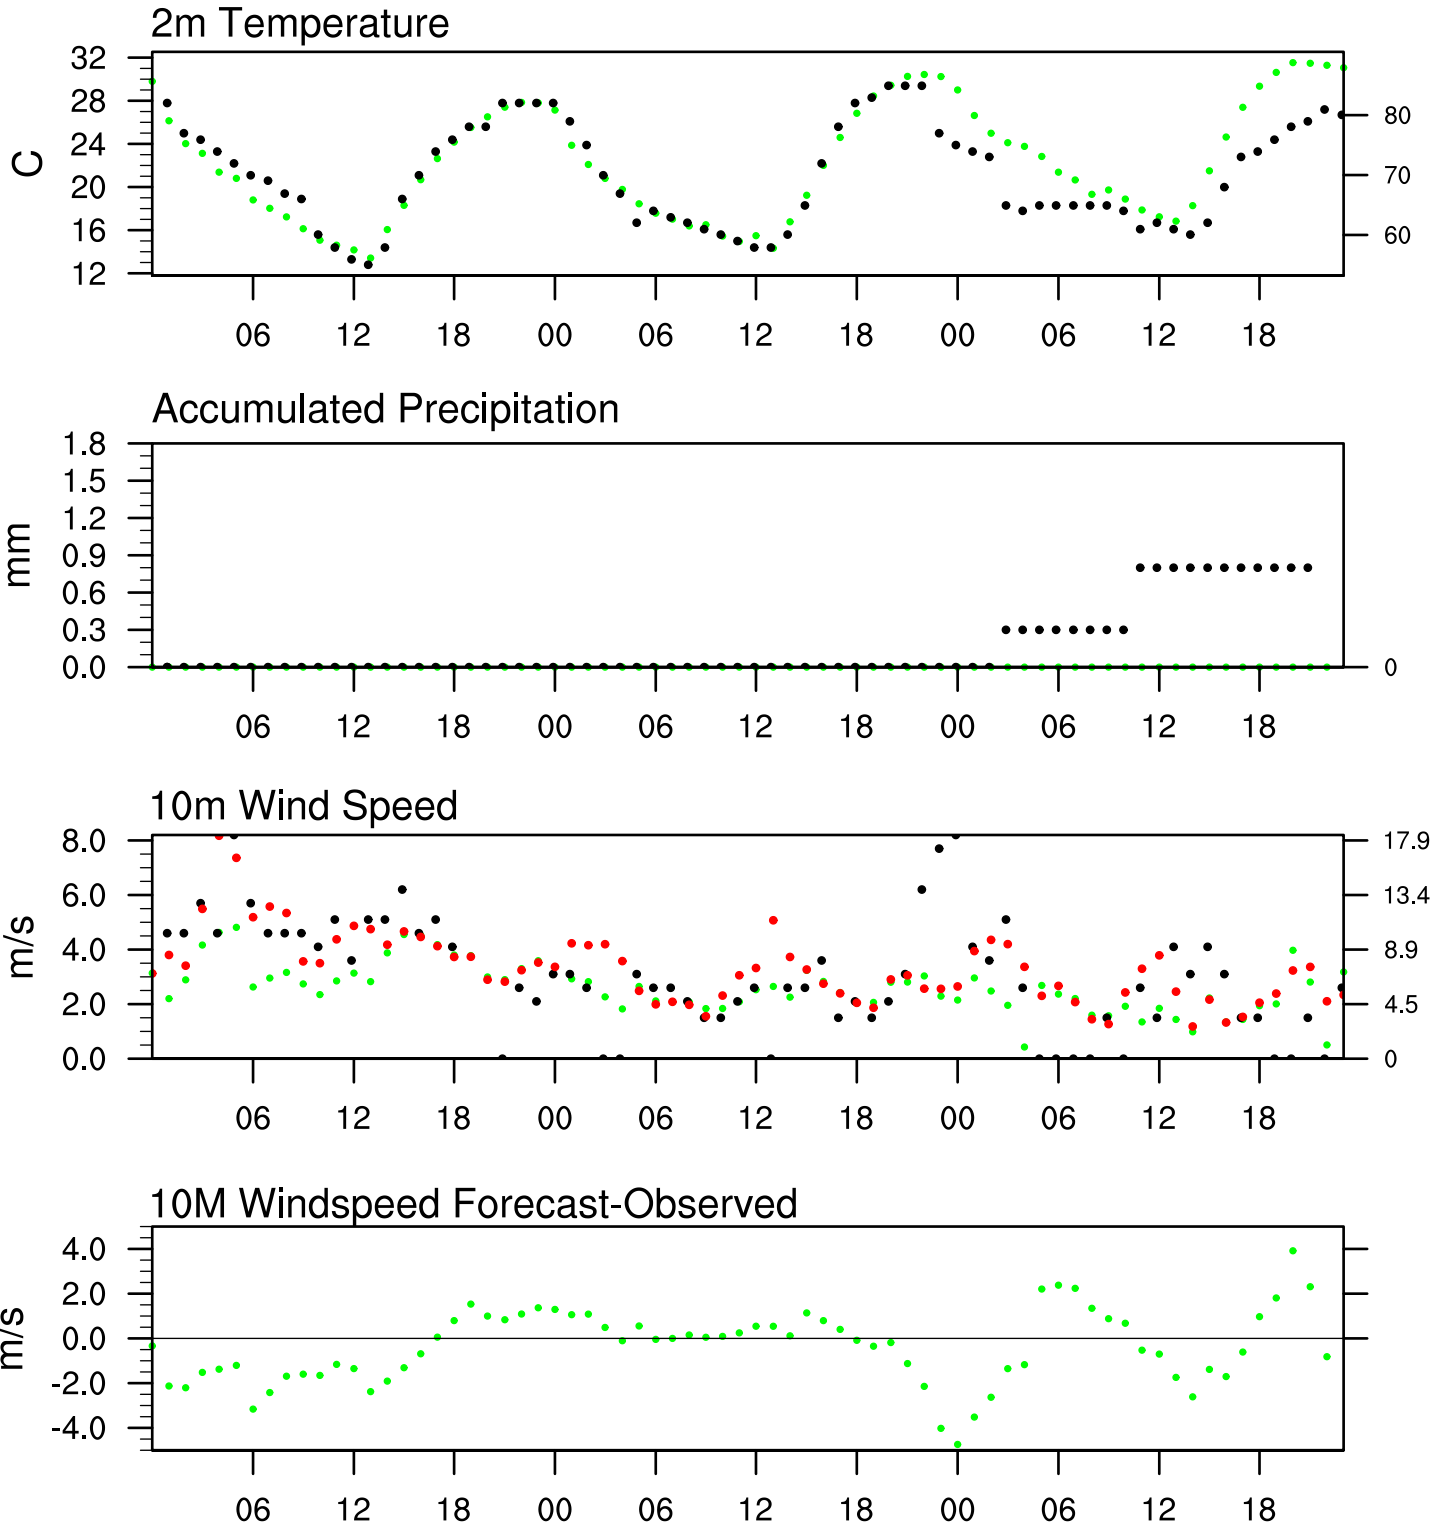 2m Temperature
32
28
24
20
16
12
C
80
70
60
06 12 18 00 06 12 18 00 06 12 18
Accumulated Precipitation
1.8
1.5
1.2
0.9
0.6
0.3
0.0
mm
0
06 12 18 00 06 12 18 00 06 12 18
10m Wind Speed
8.0
6.0
4.0
2.0
0.0
m/s
17.9
13.4
8.9
4.5
0
06 12 18 00 06 12 18 00 06 12 18
10M Windspeed Forecast-Observed
4.0
2.0
0.0
-2.0
-4.0
m/s
06 12 18 00 06 12 18 00 06 12 18